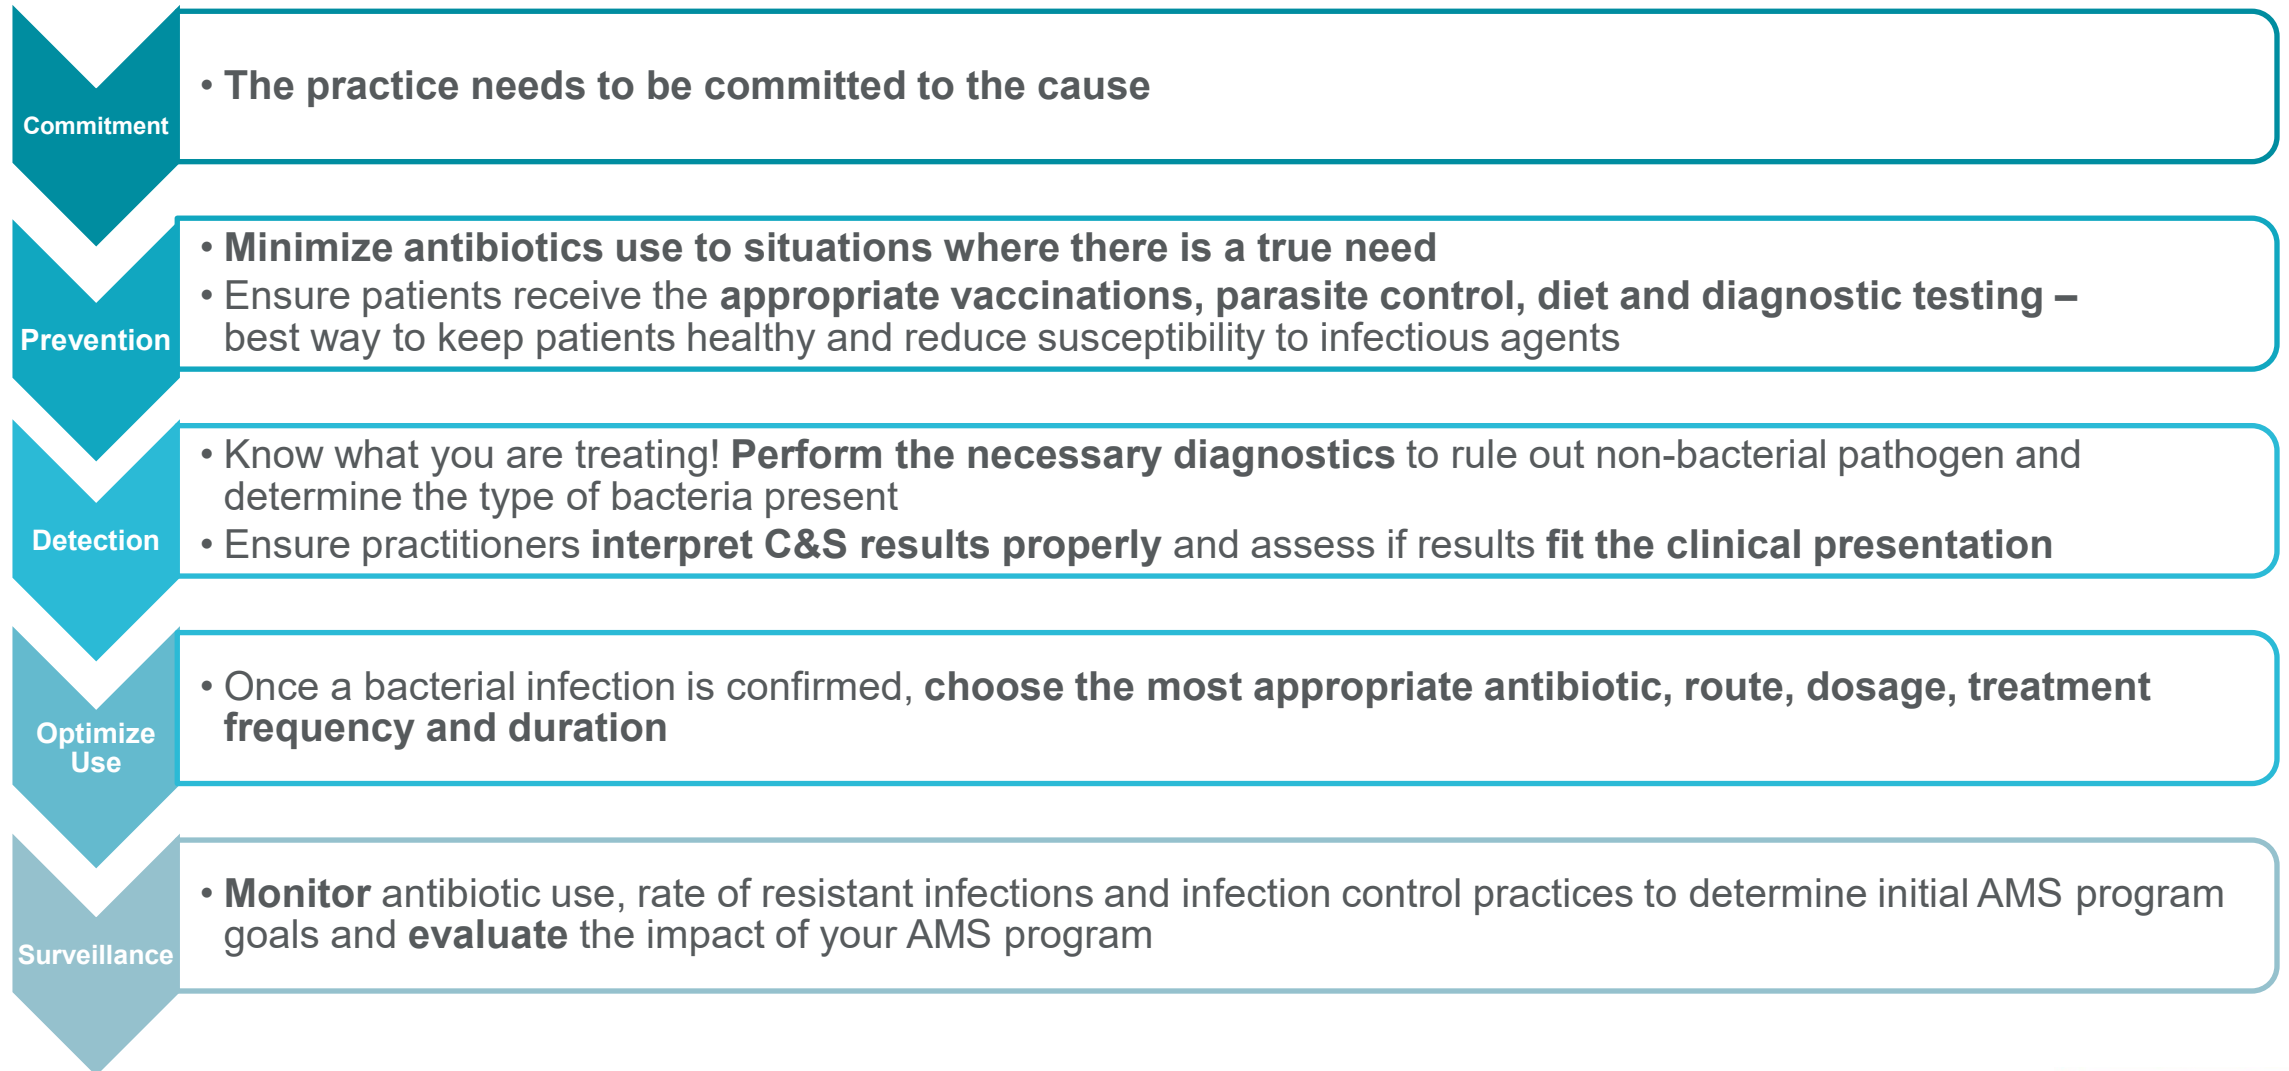 Commitment
• The practice needs to be committed to the cause
Prevention
• Minimize antibiotics use to situations where there is a true need
• Ensure patients receive the appropriate vaccinations, parasite control, diet and diagnostic testing –
best way to keep patients healthy and reduce susceptibility to infectious agents
Detection
• Know what you are treating! Perform the necessary diagnostics to rule out non-bacterial pathogen and
determine the type of bacteria present
• Ensure practitioners interpret C&S results properly and assess if results fit the clinical presentation
Optimize
Use
• Once a bacterial infection is confirmed, choose the most appropriate antibiotic, route, dosage, treatment
frequency and duration
Surveillance
• Monitor antibiotic use, rate of resistant infections and infection control practices to determine initial AMS program
goals and evaluate the impact of your AMS program